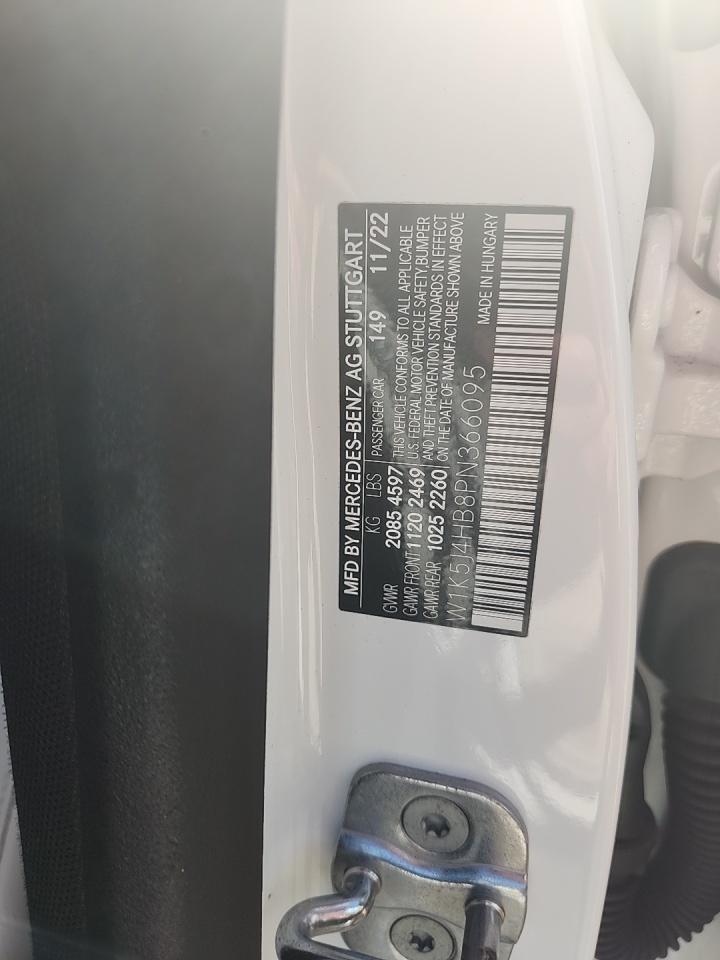 MFD BY MERCEDES-BENZ AG STUTTGART
KG LBS PASSENGER CAR 149 11/22
GVWR 2085 4597 THIS VEHICLE CONFORMS TO ALL APPLICABLE
GAWR FRONT 1120 2469 U.S. FEDERAL MOTOR VEHICLE SAFETY,BUMPER
GAWR REAR 1025 2260 AND THEFT PREVENTION STANDARDS IN EFFECT
ON THE DATE OF MANUFACTURE SHOWN ABOVE
W1K5J4HB8PN366095 MADE IN HUNGARY